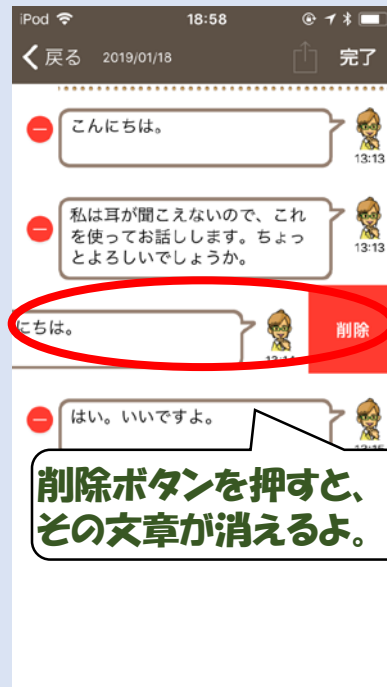 iPod 18:58
戻る 2019/01/18 完了
こんにちは。
13:13
私は耳が聞こえないので、これ
を使ってお話しします。ちょっ
とよろしいでしょうか。
13:13
にちは。
削除
はい。いいですよ。
削除ボタンを押すと、
その文章が消えるよ。